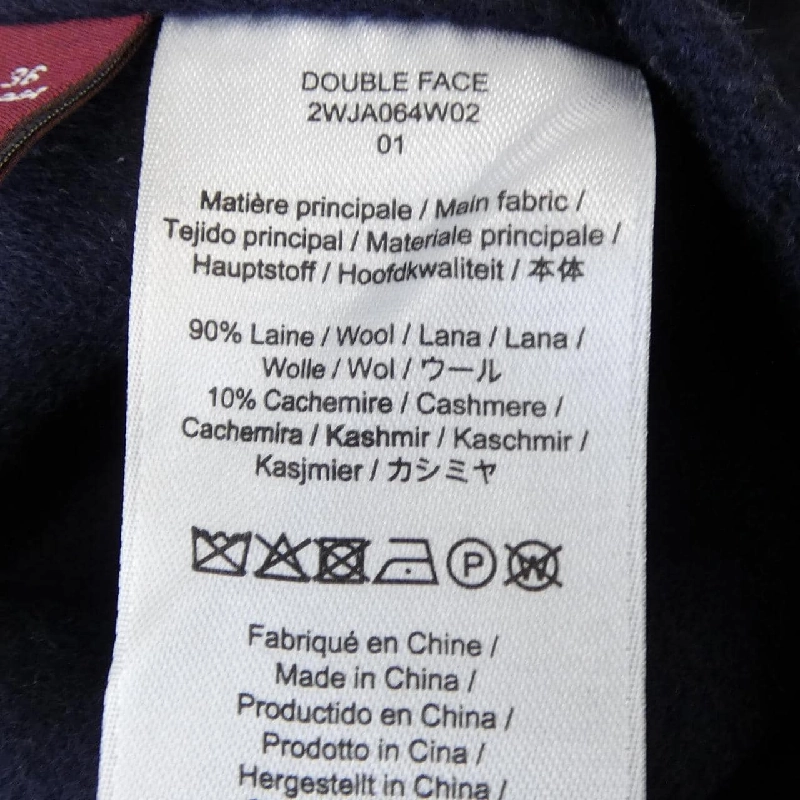 36
DOUBLE FACE
2WJA064W02
01
Matière principale / Main fabric /
Tejido principal / Materiale principale /
Hauptstoff / Hoofdkwaliteit / 本体
90% Laine / Wool / Lana / Lana /
Wolle / Wol / ウール
10% Cachemire / Cashmere /
Cachemira / Kashmir / Kaschmir /
Kasjmier / カシミヤ
P
W
Fabriqué en Chine /
Made in China /
Productido en China /
Prodotto in Cina /
Hergestellt in China /